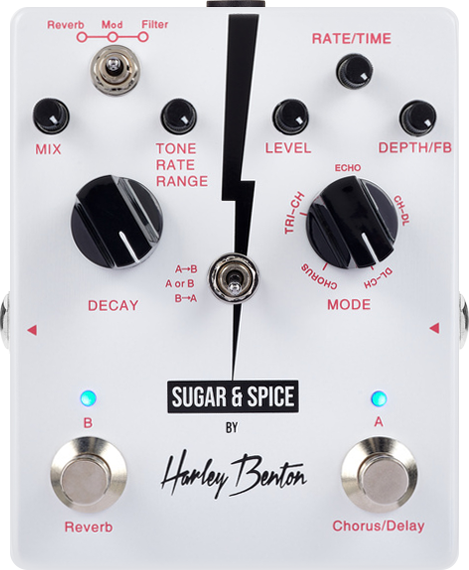 Reverb Mod Filter
RATE/TIME
MIX
TONE
RATE
RANGE
LEVEL
DEPTH/FB
ECHO
TRI-CH
CH-DL
CHORUS
DL-CH
A→B
A or B
B→A
DECAY
MODE
SUGAR & SPICE
BY
Harley Benton
B
A
Reverb
Chorus/Delay